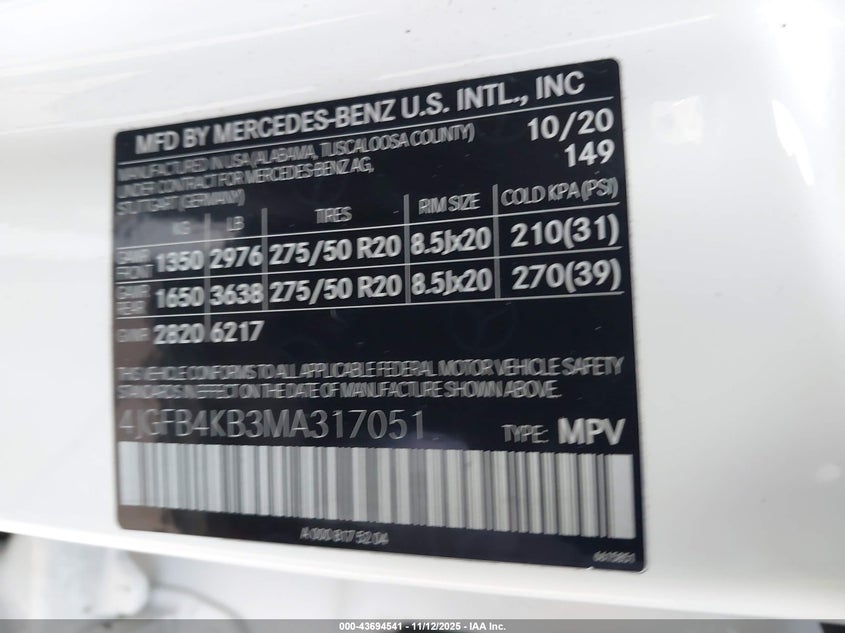 MFD BY MERCEDES-BENZ U.S. INTL., INC
MANUFACTURED IN USA (ALABAMA, TUSCALOOSA COUNTY) 10/20
UNDER CONTRACT FOR MERCEDES-BENZ AG, 149
STUTTGART (GERMANY)
KG LB TIRES RIM SIZE COLD KPA (PSI)
GAWR FRONT 1350 2976 275/50 R20 8.5Jx20 210(31)
GAWR REAR 1650 3638 275/50 R20 8.5Jx20 270(39)
GVWR 2820 6217
THIS VEHICLE CONFORMS TO ALL APPLICABLE FEDERAL MOTOR VEHICLE SAFETY
STANDARDS IN EFFECT ON THE DATE OF MANUFACTURE SHOWN ABOVE.
4JGFB4KB3MA317051 TYPE: MPV
A 000 817 52 04
000-43694541 - 11/12/2025 - IAA Inc.